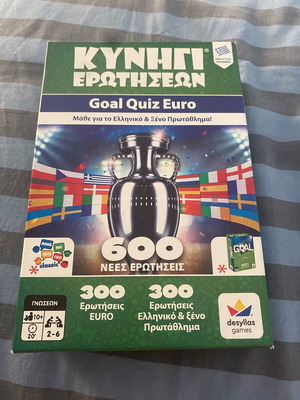 ΚΥΝΗΓΙ
ΕΡΩΤΗΣΕΩΝ
Goal Quiz Euro
Μάθε για το Ελληνικό & Ξένο Πρωτάθλημα!
600
ΝΕΕΣ ΕΡΩΤΗΣΕΙΣ
classic
GOAL
*
*
ΓΝΩΣΕΩΝ
10+
20'
2-6
300
Ερωτήσεις
EURO
300
Ερωτήσεις
Ελληνικό & ξένο
Πρωτάθλημα
desyllas
games